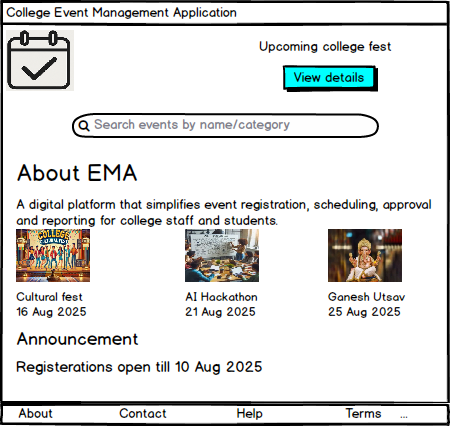 College Event Management Application
Upcoming college fest
View details
Search events by name/category
About EMA
A digital platform that simplifies event registration, scheduling, approval
and reporting for college staff and students.
COLLEGE
Cultural fest
16 Aug 2025
AI Hackathon
21 Aug 2025
Ganesh Utsav
25 Aug 2025
Announcement
Registerations open till 10 Aug 2025
About Contact Help Terms ...